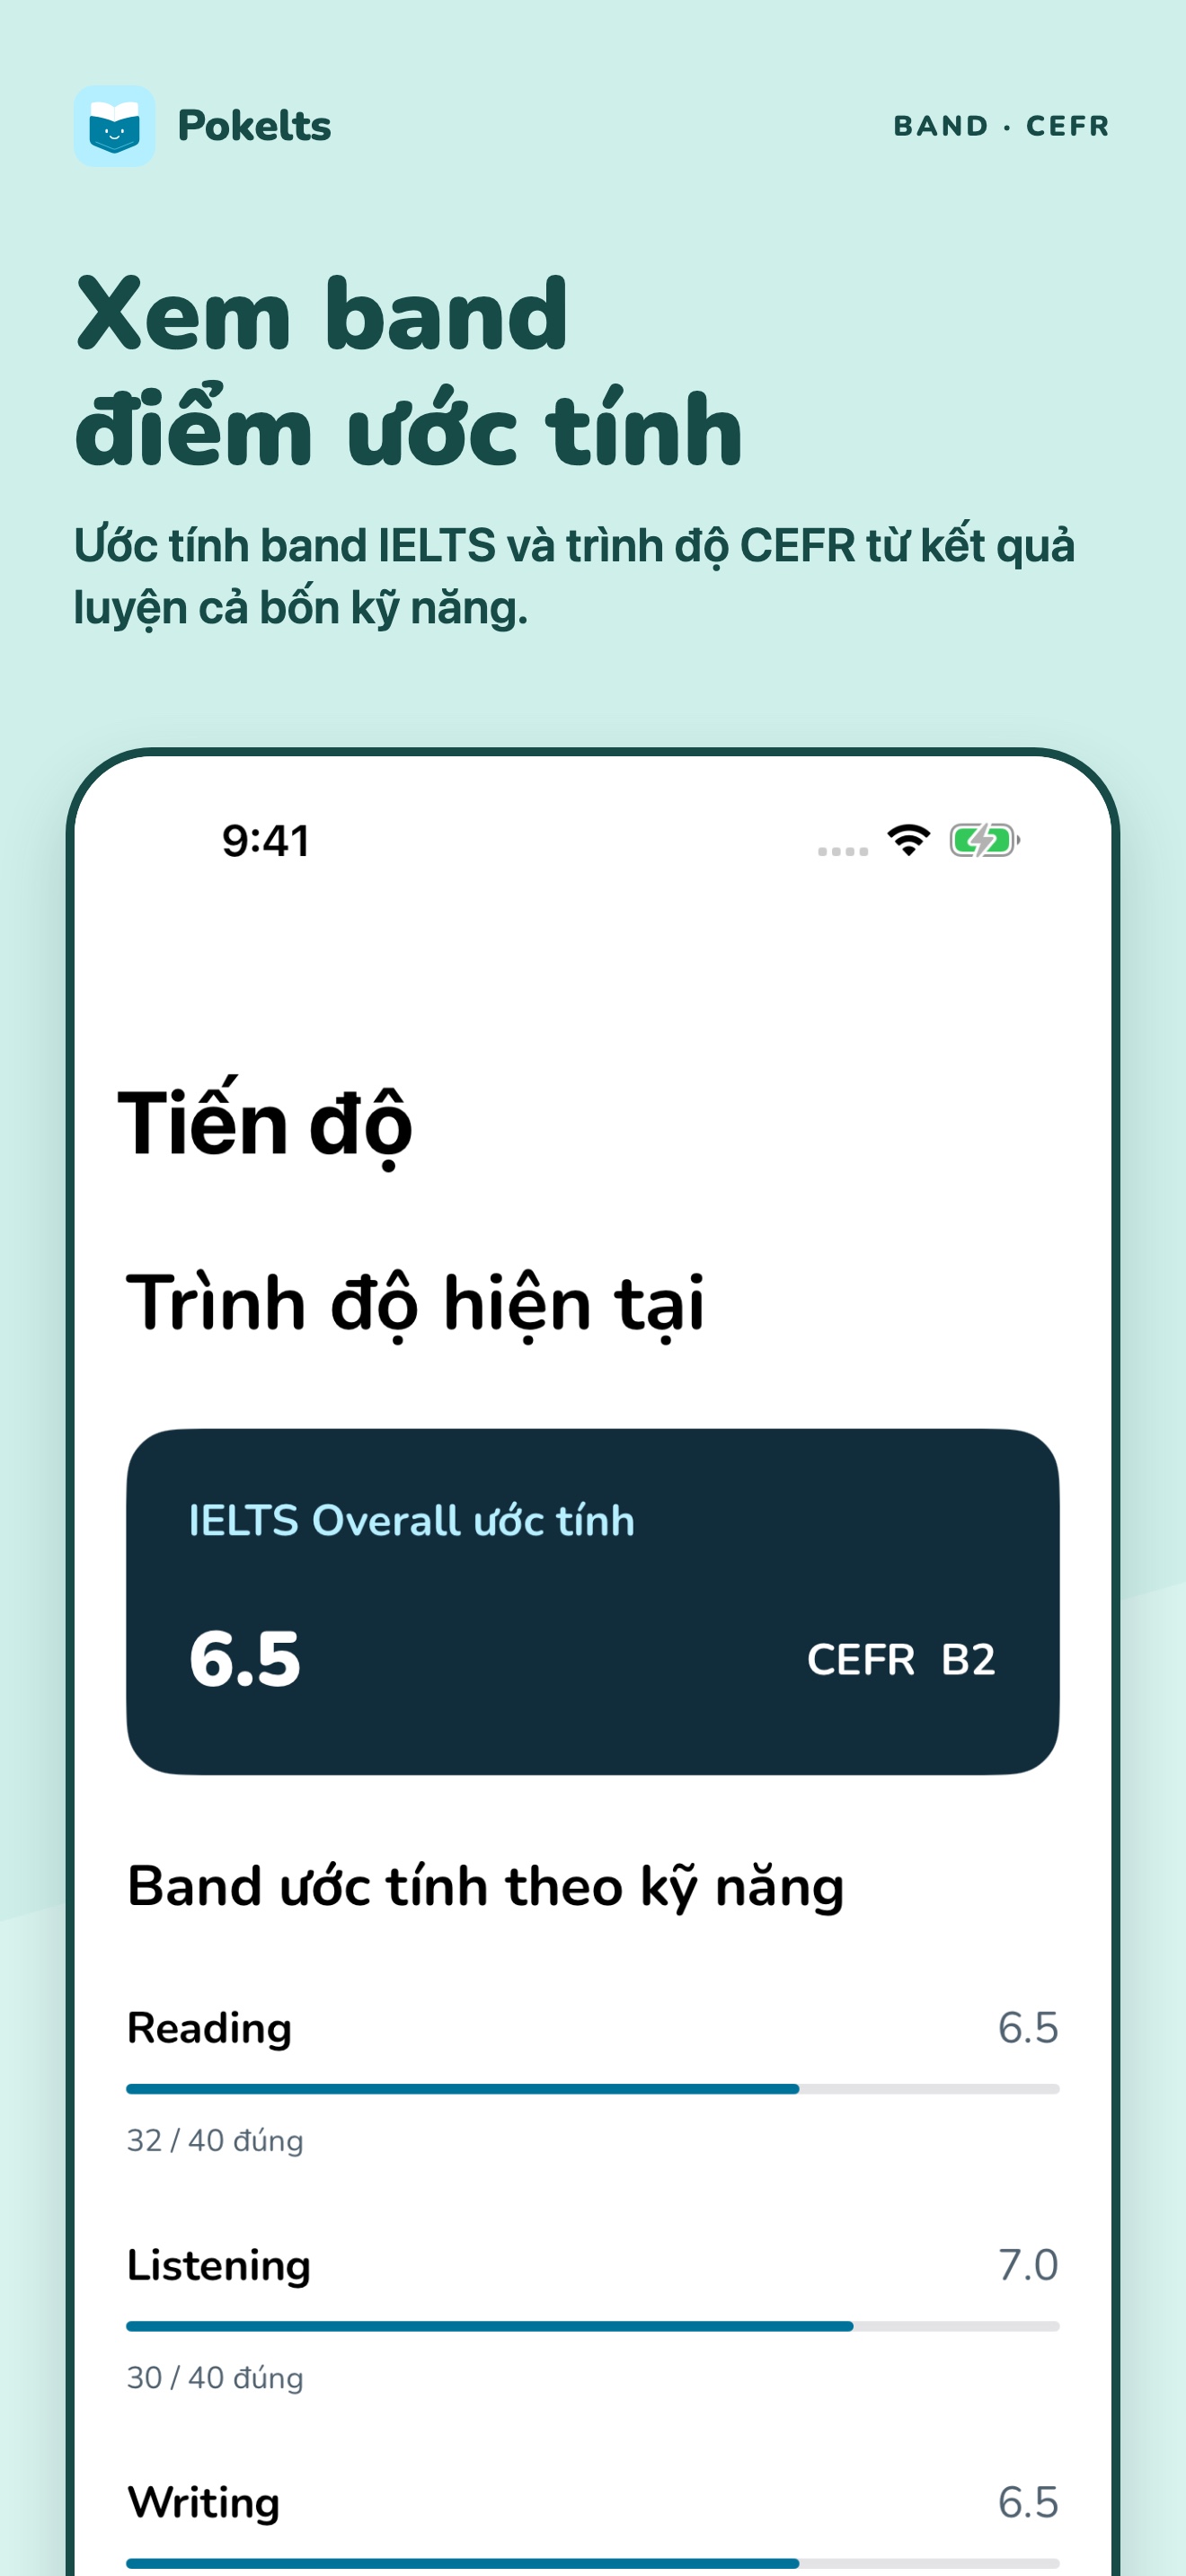 PokeIts
BAND · CEFR
Xem band
điểm ước tính
Ước tính band IELTS và trình độ CEFR từ kết quả
luyện cả bốn kỹ năng.
9:41
Tiến độ
Trình độ hiện tại
IELTS Overall ước tính
6.5
CEFR B2
Band ước tính theo kỹ năng
Reading
6.5
32 / 40 đúng
Listening
7.0
30 / 40 đúng
Writing
6.5